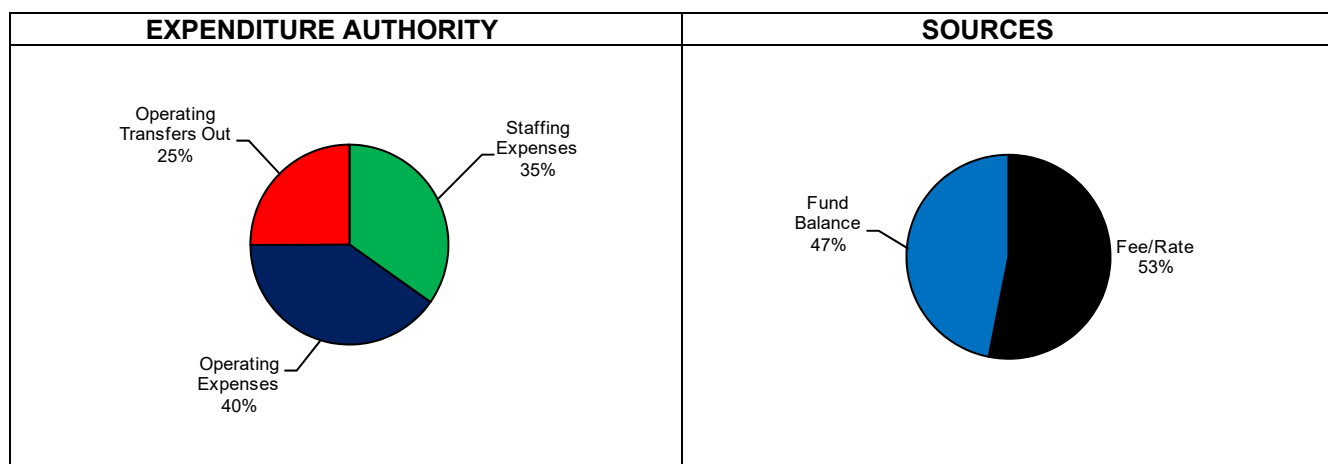 EXPENDITURE AUTHORITY
SOURCES
Operating
Transfers Out
25%
Staffing
Expenses
35%
Operating
Expenses
40%
Fund
Balance
47%
Fee/Rate
53%